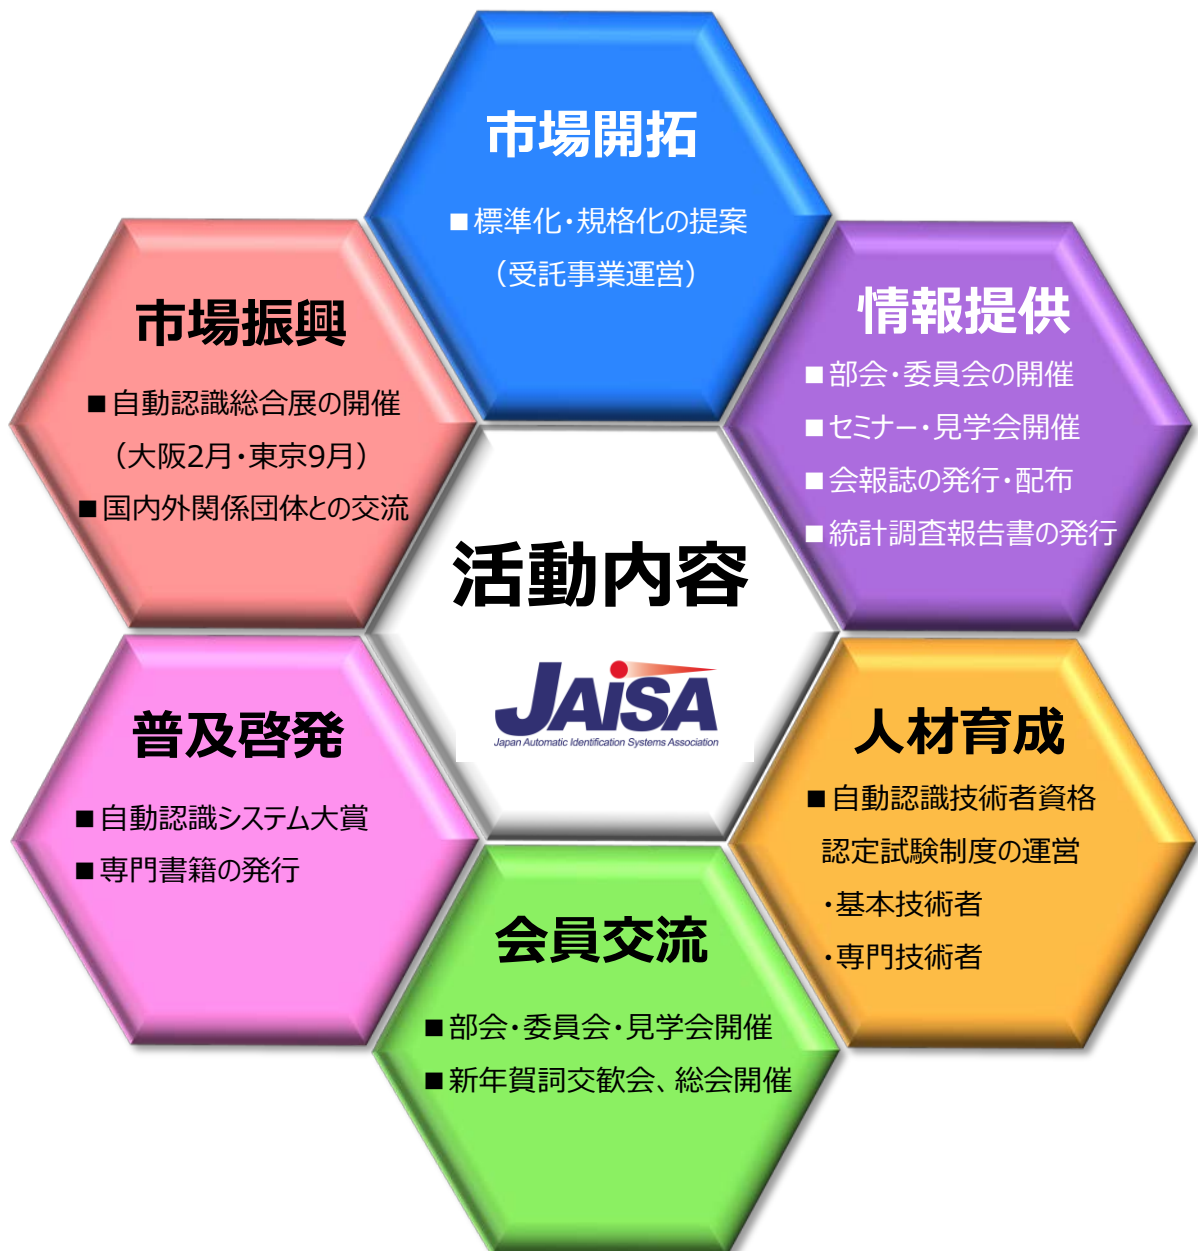 市場開拓
■標準化・規格化の提案
（受託事業運営）
情報提供
■部会・委員会の開催
■セミナー・見学会開催
■会報誌の発行・配布
■統計調査報告書の発行
市場振興
■自動認識総合展の開催
（大阪2月・東京9月）
■国内外関係団体との交流
活動内容
JAiSA
Japan Automatic Identification Systems Association
人材育成
■自動認識技術者資格
認定試験制度の運営
・基本技術者
・専門技術者
普及啓発
■自動認識システム大賞
■専門書籍の発行
会員交流
■部会・委員会・見学会開催
■新年賀詞交歓会、総会開催